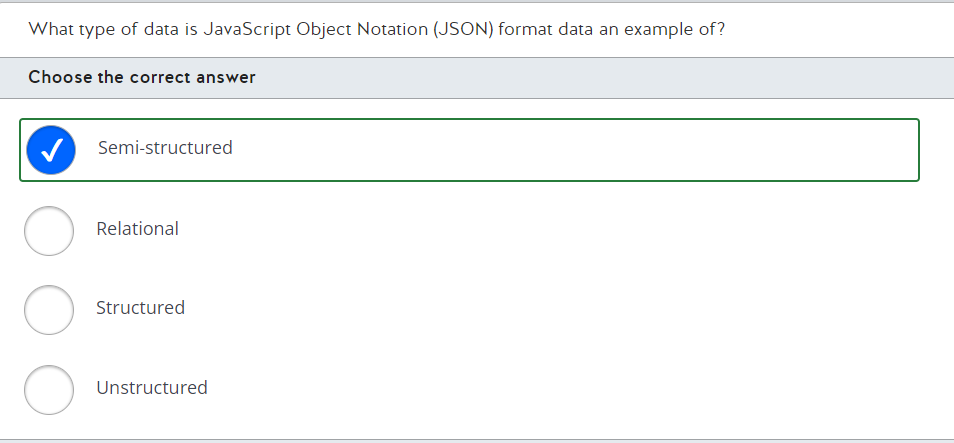 What type of data is JavaScript Object Notation (JSON) format data an example of?
Choose the correct answer
Semi-structured
Relational
Structured
Unstructured